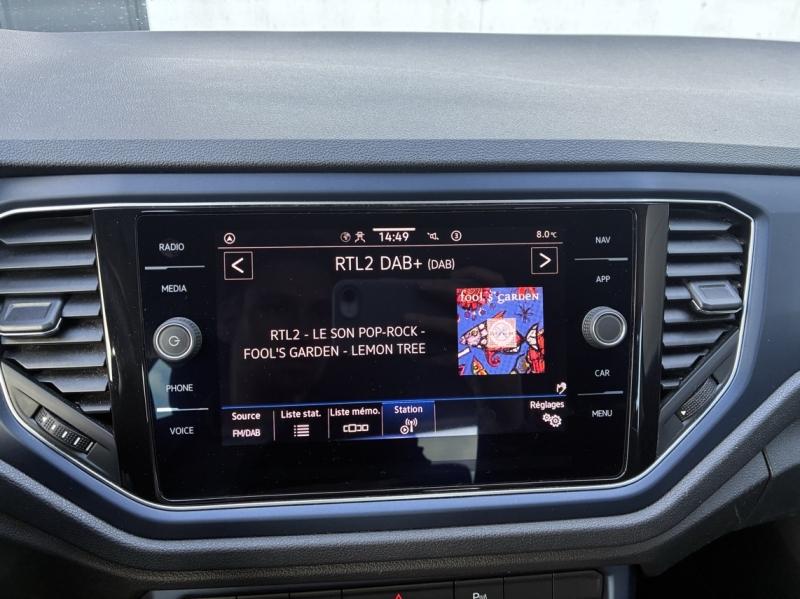 14:49
3
8.0°C
RADIO
NAV
RTL2 DAB+ (DAB)
MEDIA
APP
FOOL'S GARDEN
RTL2 - LE SON POP-ROCK -
FOOL'S GARDEN - LEMON TREE
PHONE
CAR
VOICE
MENU
Source
FM/DAB
Liste stat.
Liste mémo.
Station
Réglages
P